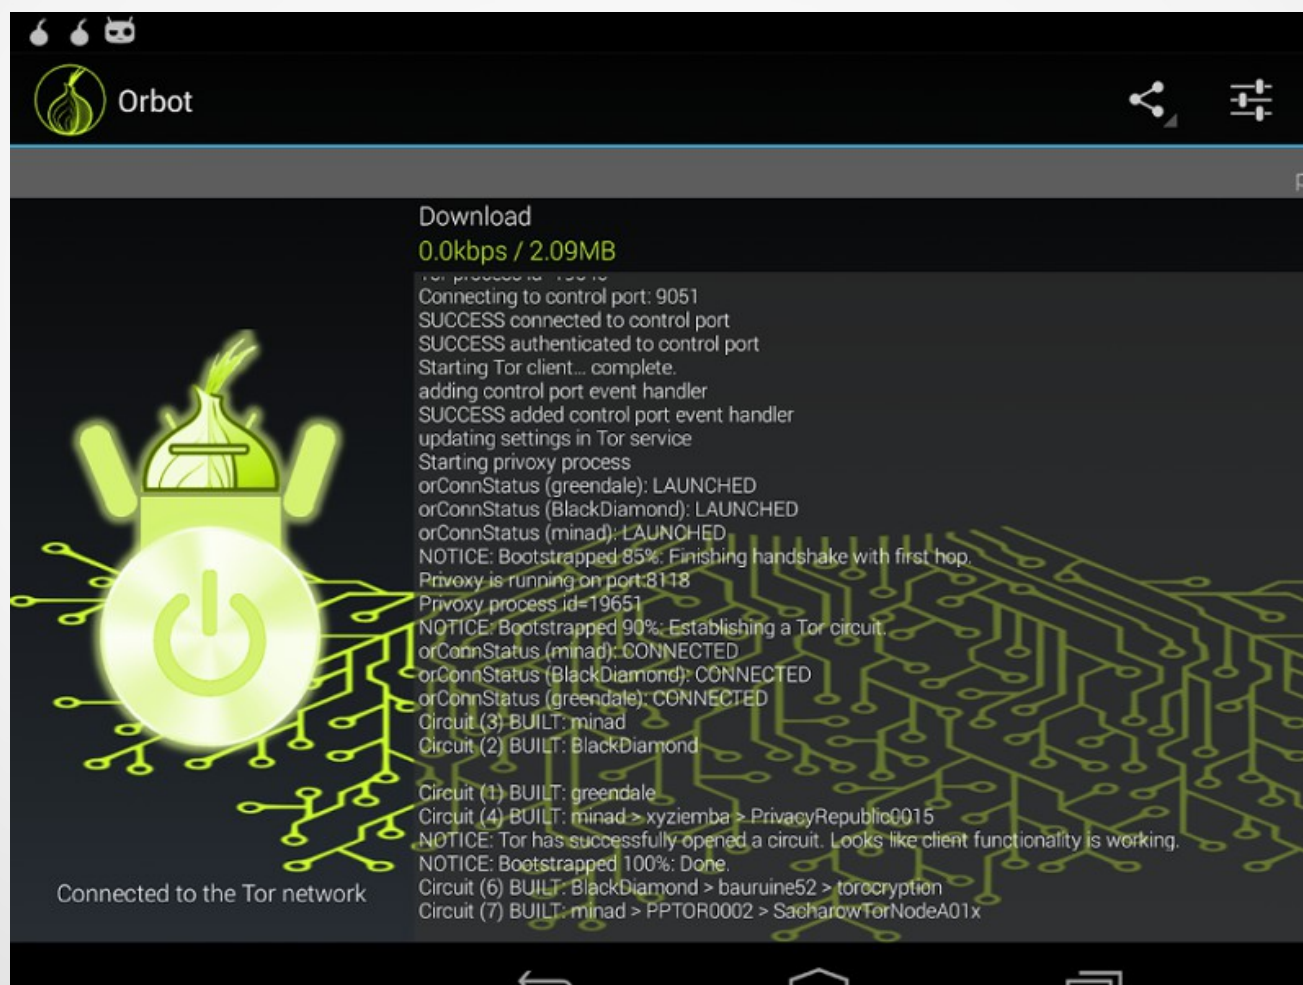 Orbot
Download
0.0kbps / 2.09MB
Connecting to control port: 9051
SUCCESS connected to control port
SUCCESS authenticated to control port
Starting Tor client... complete.
adding control port event handler
SUCCESS added control port event handler
updating settings in Tor service
Starting privoxy process
orConnStatus (greendale): LAUNCHED
orConnStatus (BlackDiamond): LAUNCHED
orConnStatus (minad): LAUNCHED
NOTICE: Bootstrapped 85%: Finishing handshake with first hop.
Privoxy is running on port:8118
Privoxy process id=19651
NOTICE: Bootstrapped 90%: Establishing a Tor circuit.
orConnStatus (minad): CONNECTED
orConnStatus (BlackDiamond): CONNECTED
orConnStatus (greendale): CONNECTED
Circuit (3) BUILT: minad
Circuit (2) BUILT: BlackDiamond
Circuit (1) BUILT: greendale
Circuit (4) BUILT: minad > xyziemba > PrivacyRepublic0015
NOTICE: Tor has successfully opened a circuit. Looks like client functionality is working.
NOTICE: Bootstrapped 100%: Done.
Circuit (6) BUILT: BlackDiamond > bauruine52 > torocryption
Circuit (7) BUILT: minad > PPTOR0002 > SacharowTorNodeA01x
Connected to the Tor network